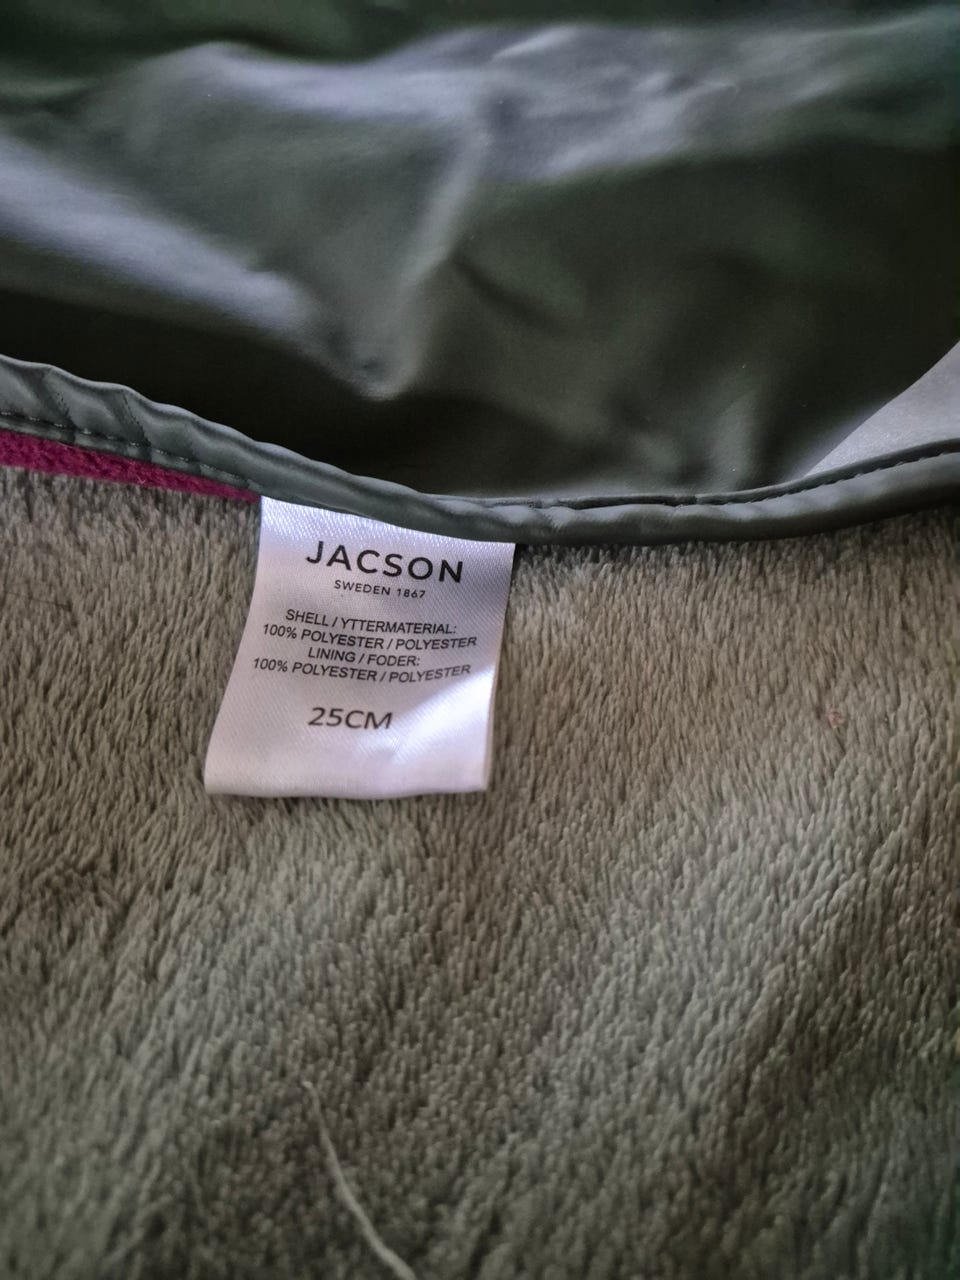 JACSON
SWEDEN 1867
SHELL / YTTERMATERIAL:
100% POLYESTER / POLYESTER
LINING / FODER:
100% POLYESTER / POLYESTER
25CM